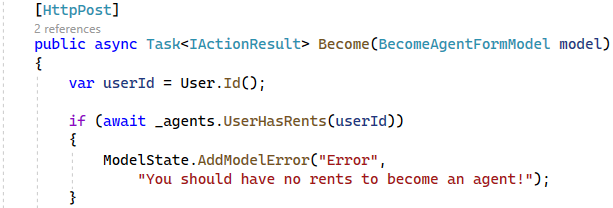 [HttpPost]
2 references
public async Task<IActionResult> Become(BecomeAgentFormModel model)
{
    var userId = User.Id();
    if (await _agents.UserHasRents(userId))
    {
        ModelState.AddModelError("Error",
            "You should have no rents to become an agent!");
    }